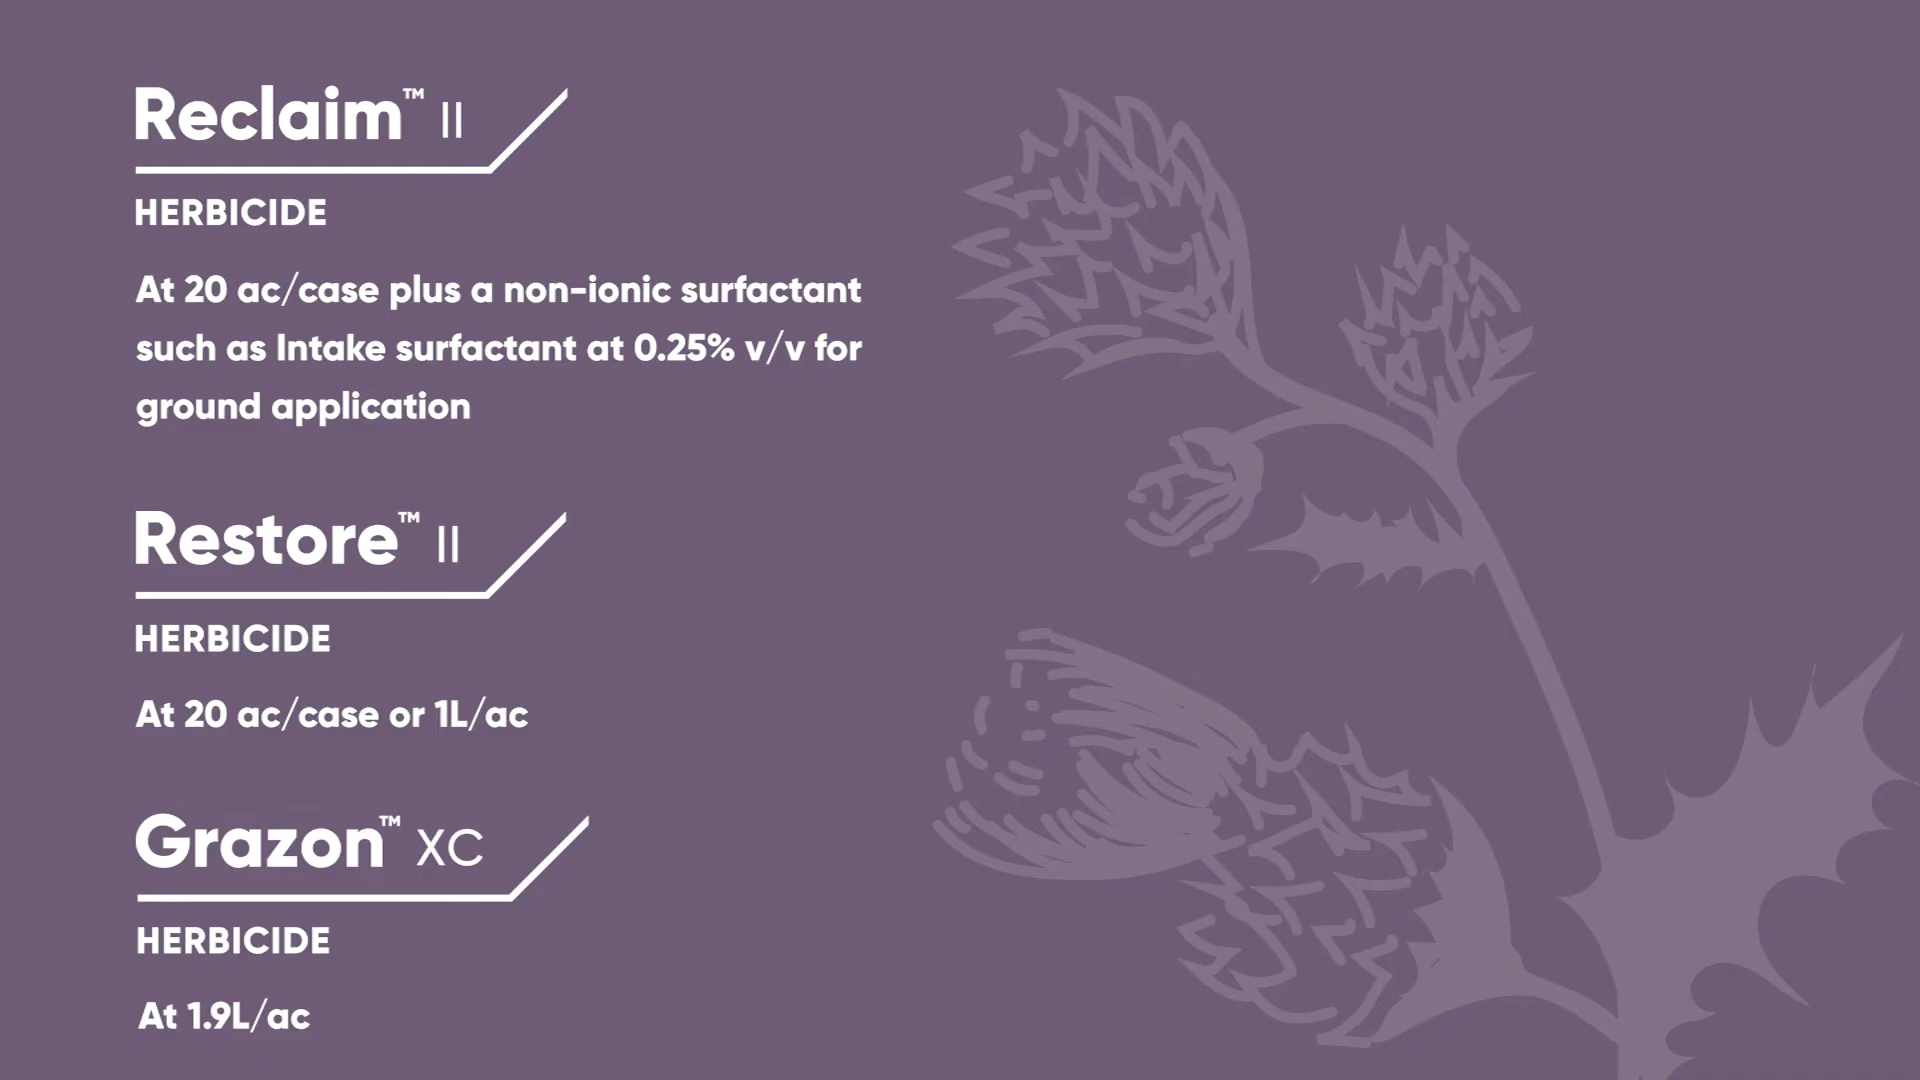 Reclaim™ II
HERBICIDE
At 20 ac/case plus a non-ionic surfactant
such as Intake surfactant at 0.25% v/v for
ground application
Restore™ II
HERBICIDE
At 20 ac/case or 1L/ac
Grazon™ XC
HERBICIDE
At 1.9L/ac